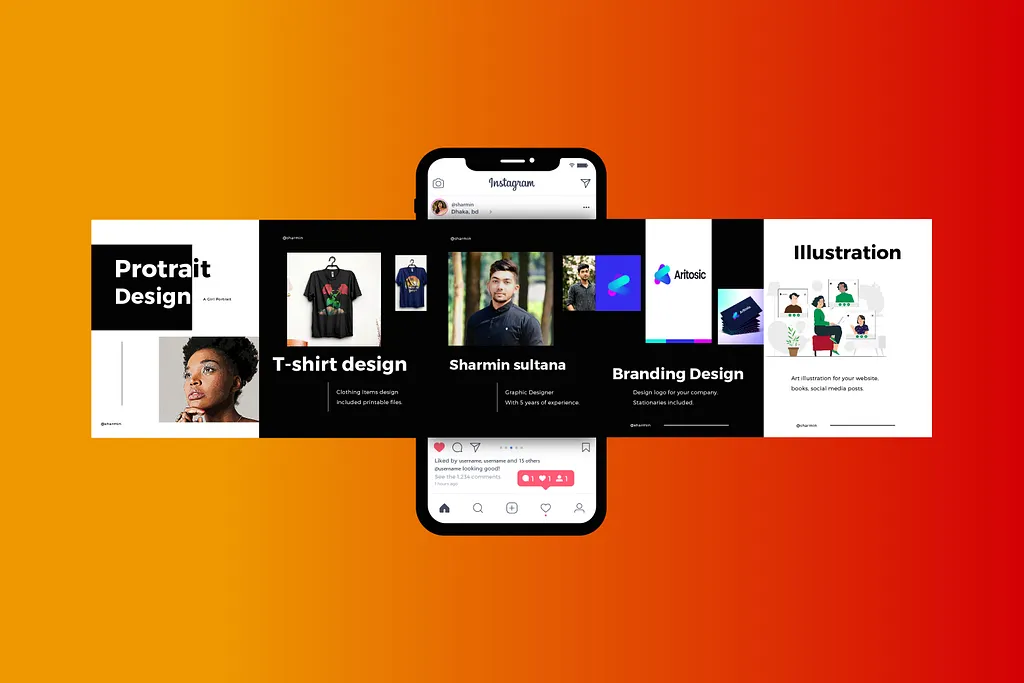 Instagram
@sharmin
Dhaka, bd
Protrait
Design
A Girl Portrait
@sharmin
@sharmin
T-shirt design
Clothing items design
included printable files.
@sharmin
Sharmin sultana
Graphic Designer
With 5 years of experience.
Aritosic
Branding Design
Design logo for your company.
Stationaries included.
@sharmin
Illustration
Art illustration for your website,
books, social media posts.
@sharmin
Liked by username, username and 15 others
@username looking good!
See the 1,234 comments
1 1 1